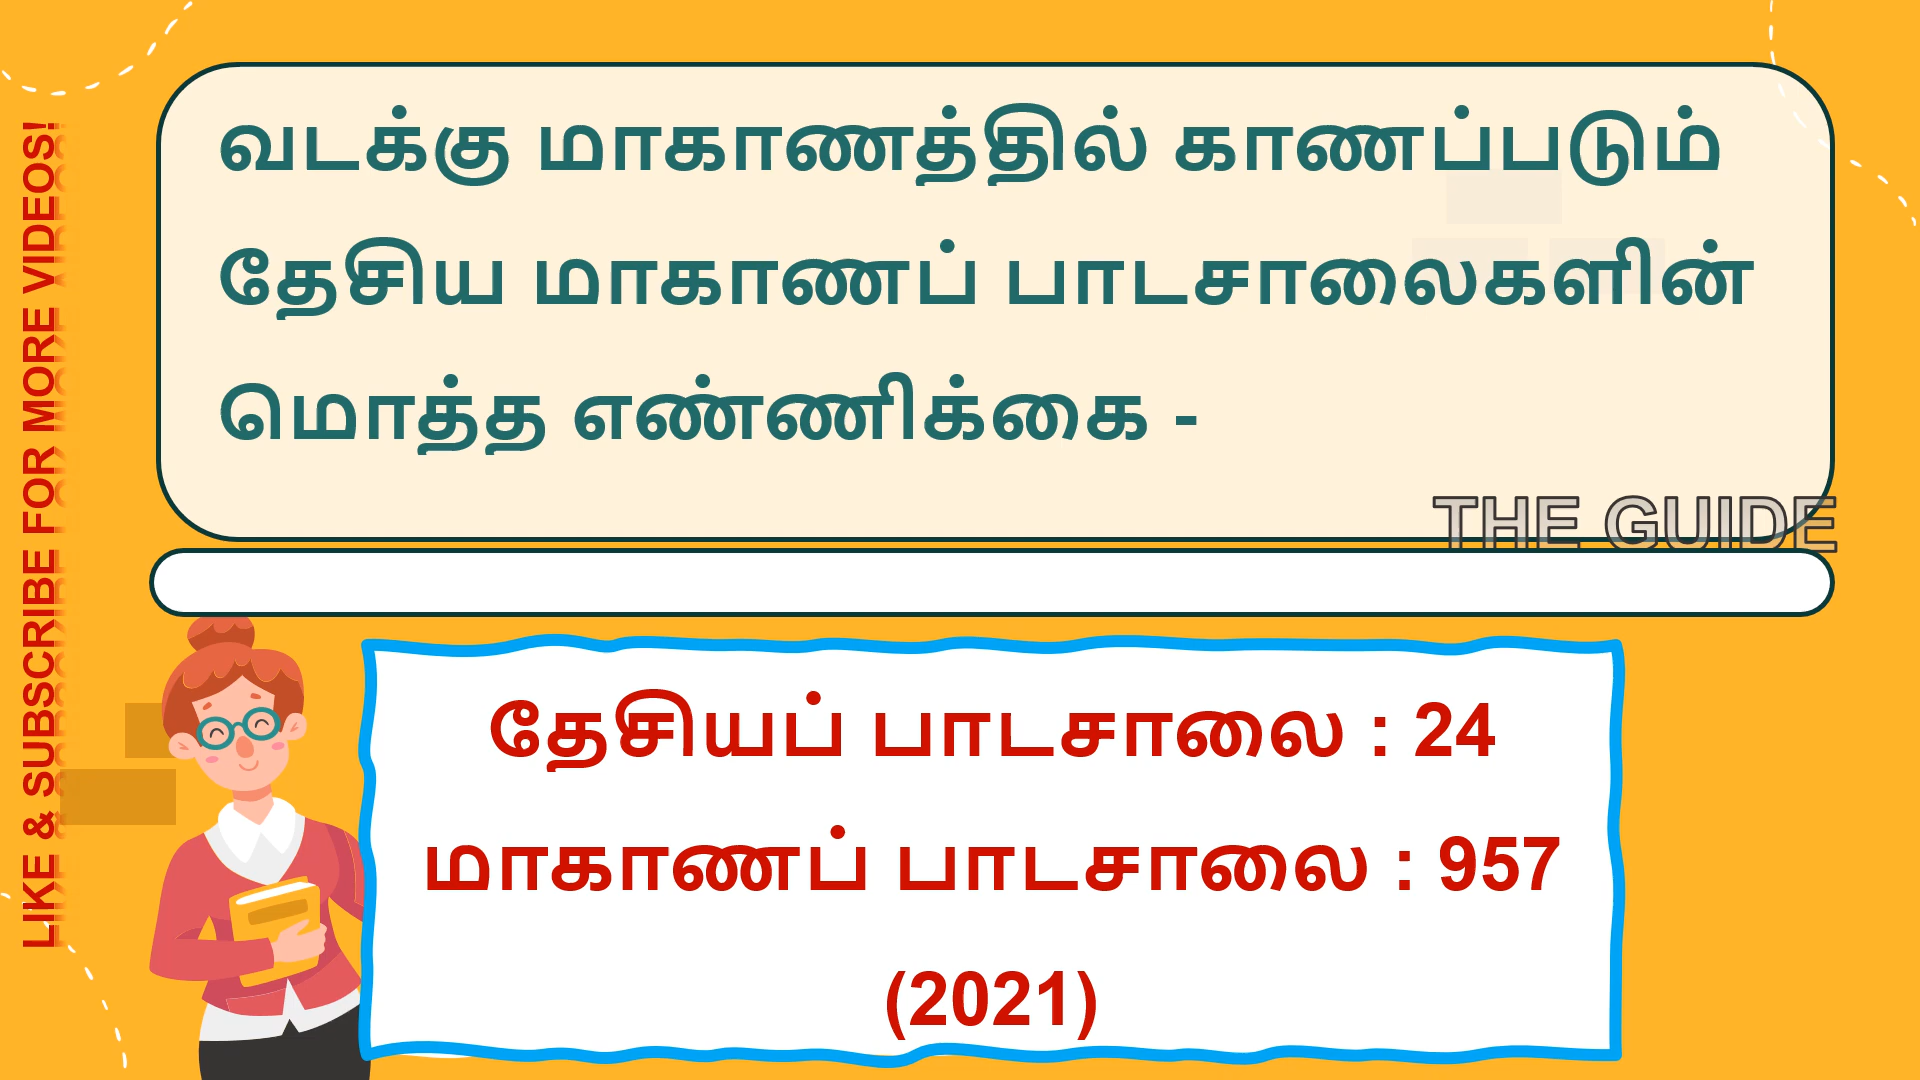 வடக்கு மாகாணத்தில் காணப்படும்
தேசிய மாகாணப் பாடசாலைகளின்
மொத்த எண்ணிக்கை -
THE GUIDE
தேசியப் பாடசாலை : 24
மாகாணப் பாடசாலை : 957
(2021)
LIKE & SUBSCRIBE FOR MORE VIDEOS!